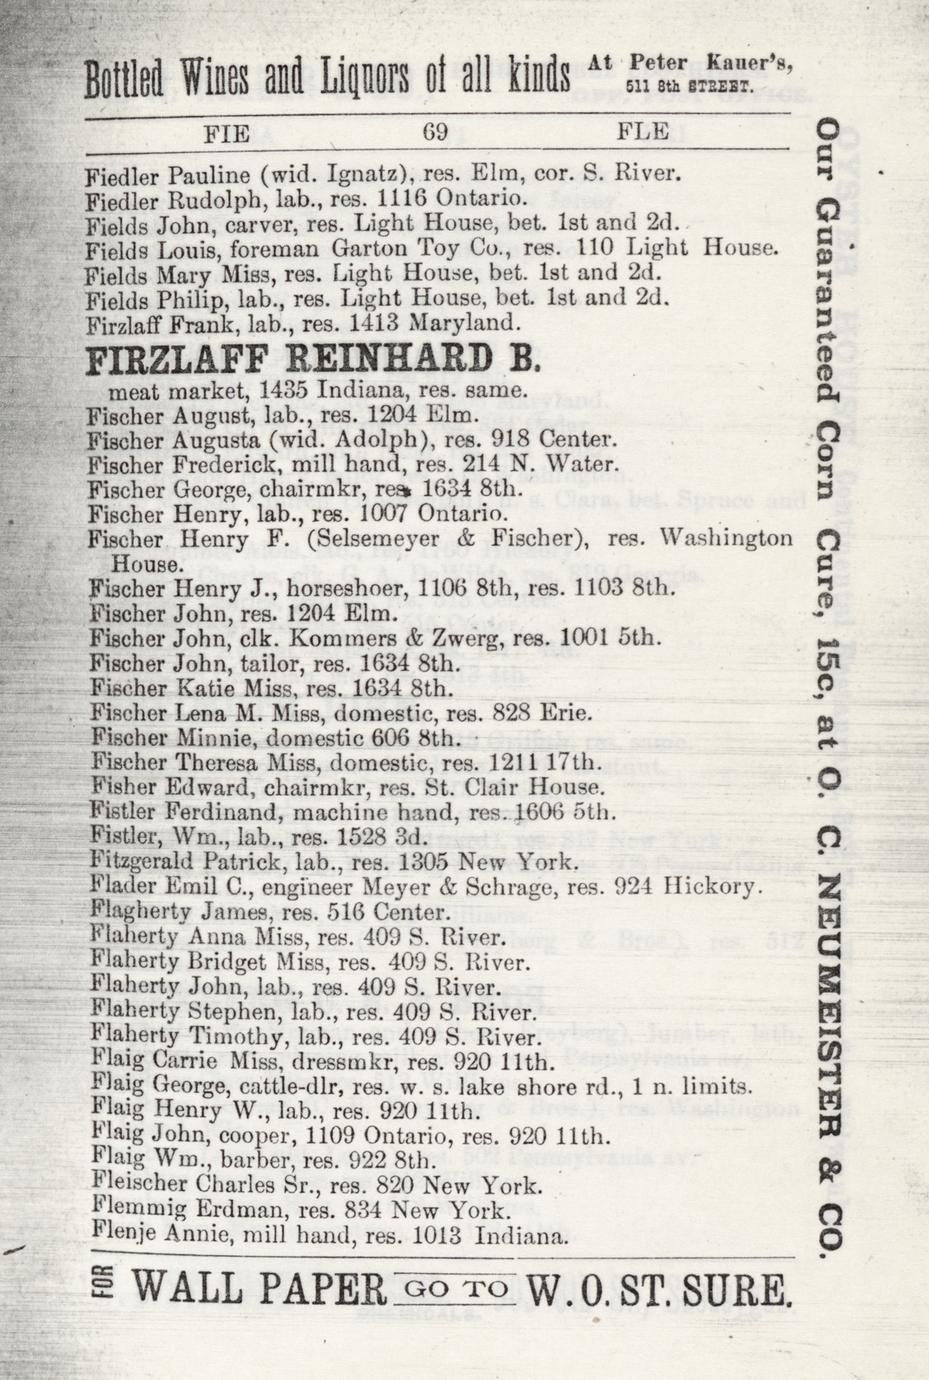 Bottled Wines and Liquors of all kinds At Peter Kauer's,
511 8th STREET.
FIE 69 FLE
Fiedler Pauline (wid. Ignatz), res. Elm, cor. S. River.
Fiedler Rudolph, lab., res. 1116 Ontario.
Fields John, carver, res. Light House, bet. 1st and 2d.
Fields Louis, foreman Garton Toy Co., res. 110 Light House.
Fields Mary Miss, res. Light House, bet. 1st and 2d.
Fields Philip, lab., res. Light House, bet. 1st and 2d.
Firzlaff Frank, lab., res. 1413 Maryland.
FIRZLAFF REINHARD B.
meat market, 1435 Indiana, res. same.
Fischer August, lab., res. 1204 Elm.
Fischer Augusta (wid. Adolph), res. 918 Center.
Fischer Frederick, mill hand, res. 214 N. Water.
Fischer George, chairmkr, res. 1634 8th.
Fischer Henry, lab., res. 1007 Ontario.
Fischer Henry F. (Selsemeyer & Fischer), res. Washington
House.
Fischer Henry J., horseshoer, 1106 8th, res. 1103 8th.
Fischer John, res. 1204 Elm.
Fischer John, clk. Kommers & Zwerg, res. 1001 5th.
Fischer John, tailor, res. 1634 8th.
Fischer Katie Miss, res. 1634 8th.
Fischer Lena M. Miss, domestic, res. 828 Erie.
Fischer Minnie, domestic 606 8th.
Fischer Theresa Miss, domestic, res. 1211 17th.
Fisher Edward, chairmkr, res. St. Clair House.
Fistler Ferdinand, machine hand, res. 1606 5th.
Fistler, Wm., lab., res. 1528 3d.
Fitzgerald Patrick, lab., res. 1305 New York.
Flader Emil C., engineer Meyer & Schrage, res. 924 Hickory.
Flagherty James, res. 516 Center.
Flaherty Anna Miss, res. 409 S. River.
Flaherty Bridget Miss, res. 409 S. River.
Flaherty John, lab., res. 409 S. River.
Flaherty Stephen, lab., res. 409 S. River.
Flaherty Timothy, lab., res. 409 S. River.
Flaig Carrie Miss, dressmkr, res. 920 11th.
Flaig George, cattle-dlr, res. w. s. lake shore rd., 1 n. limits.
Flaig Henry W., lab., res. 920 11th.
Flaig John, cooper, 1109 Ontario, res. 920 11th.
Flaig Wm., barber, res. 922 8th.
Fleischer Charles Sr., res. 820 New York.
Flemmig Erdman, res. 834 New York.
Flenje Annie, mill hand, res. 1013 Indiana.
FOR WALL PAPER GO TO W. O. ST. SURE.
Our Guaranteed Corn Cure, 15c, at O. C. NEUMEISTER & CO.